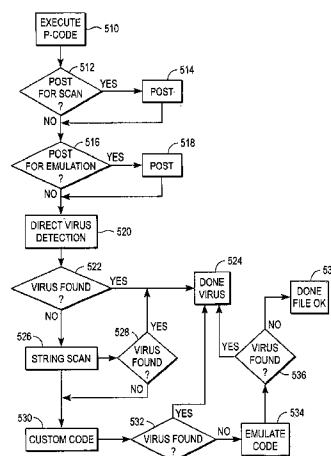 EXECUTE
P-CODE
510
512
POST
FOR SCAN
?
YES
514
POST
NO
516
POST
FOR EMULATION
?
YES
518
POST
NO
DIRECT VIRUS
DETECTION
520
522
VIRUS FOUND
?
YES
524
DONE
VIRUS
DONE
FILE OK
NO
526
STRING SCAN
YES
528
VIRUS
FOUND
?
NO
YES
NO
VIRUS
FOUND
?
536
530
CUSTOM CODE
532
VIRUS FOUND
?
YES
NO
534
EMULATE
CODE